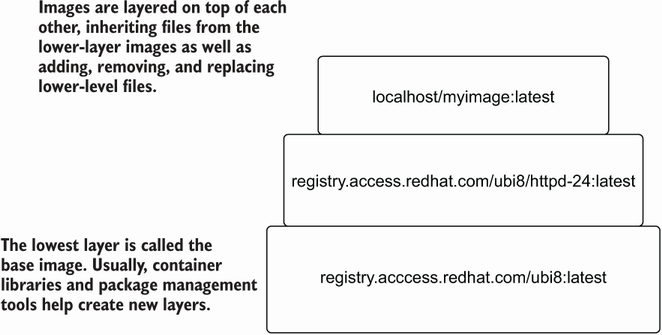 Images are layered on top of each
other, inheriting files from the
lower-layer images as well as
adding, removing, and replacing
lower-level files.
localhost/myimage:latest
registry.access.redhat.com/ubi8/httpd-24:latest
The lowest layer is called the
base image. Usually, container
libraries and package management
tools help create new layers.
registry.acccess.redhat.com/ubi8:latest